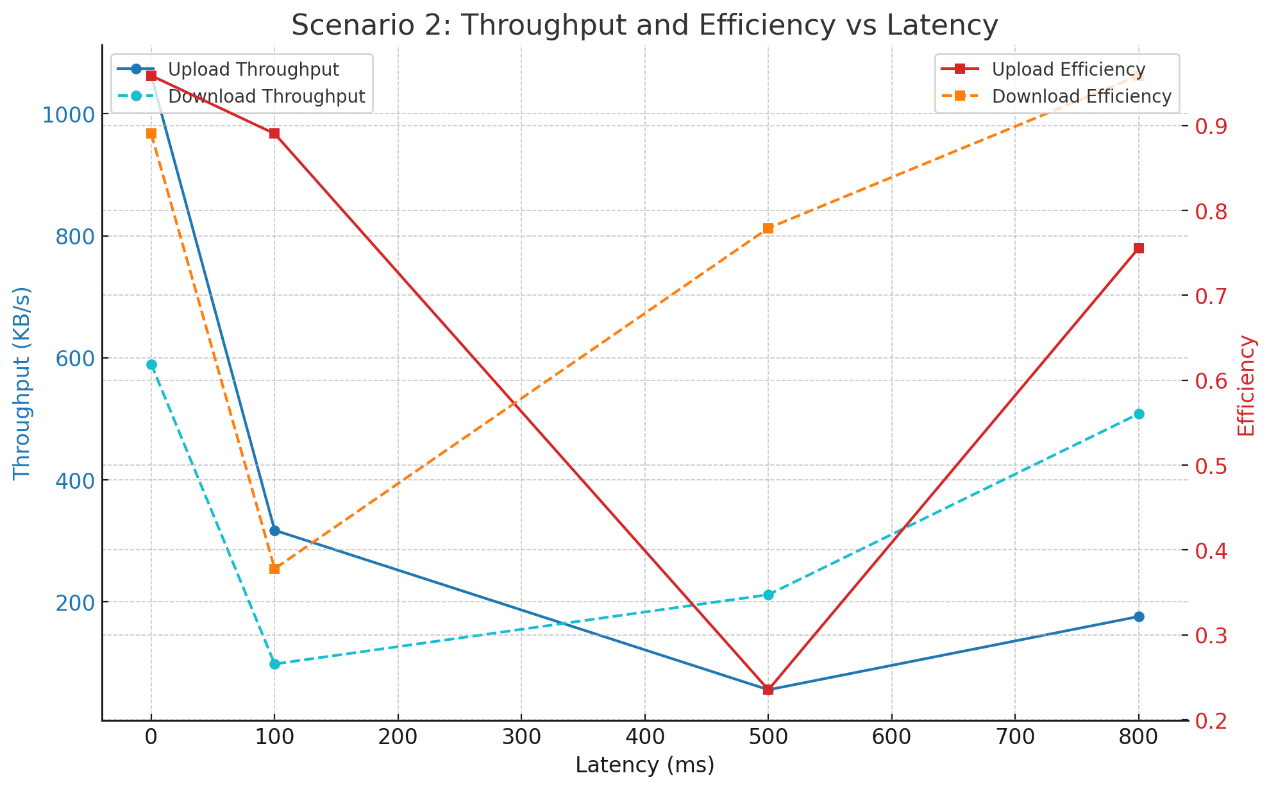 Scenario 2: Throughput and Efficiency vs Latency
Upload Throughput
Download Throughput
Upload Efficiency
Download Efficiency
Throughput (KB/s)
1000
800
600
400
200
0.9
0.8
0.7
0.6
0.5
0.4
0.3
0.2
Efficiency
0 100 200 300 400 500 600 700 800
Latency (ms)